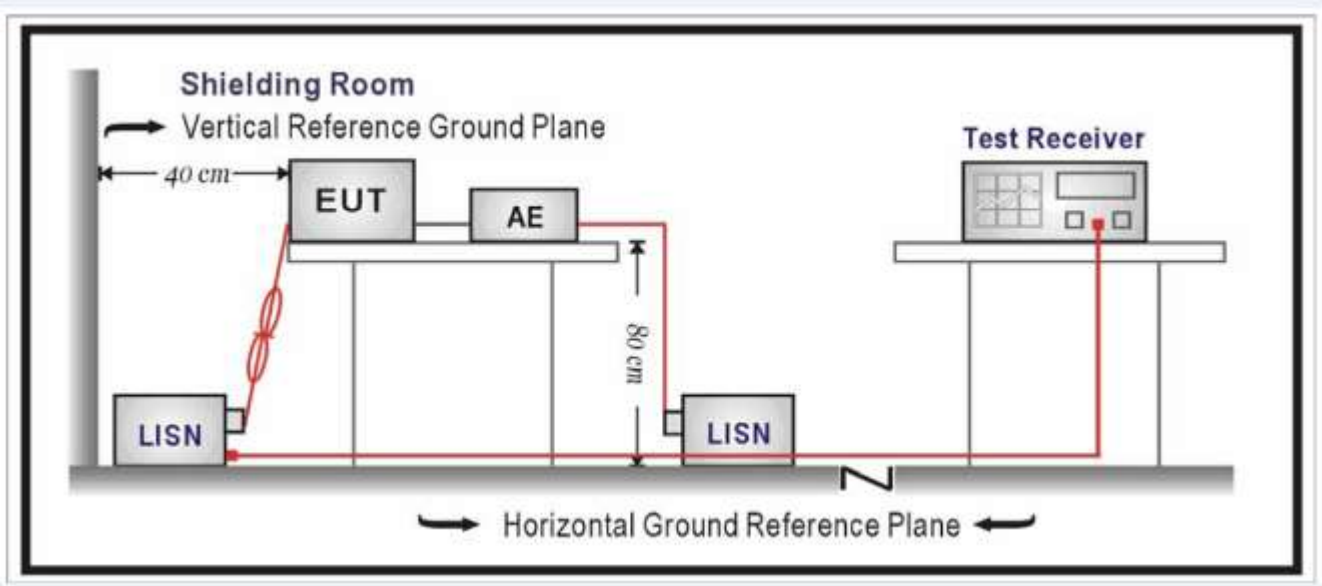 Shielding Room
Vertical Reference Ground Plane
Test Receiver
40 cm
EUT
AE
80 cm
LISN
LISN
Horizontal Ground Reference Plane